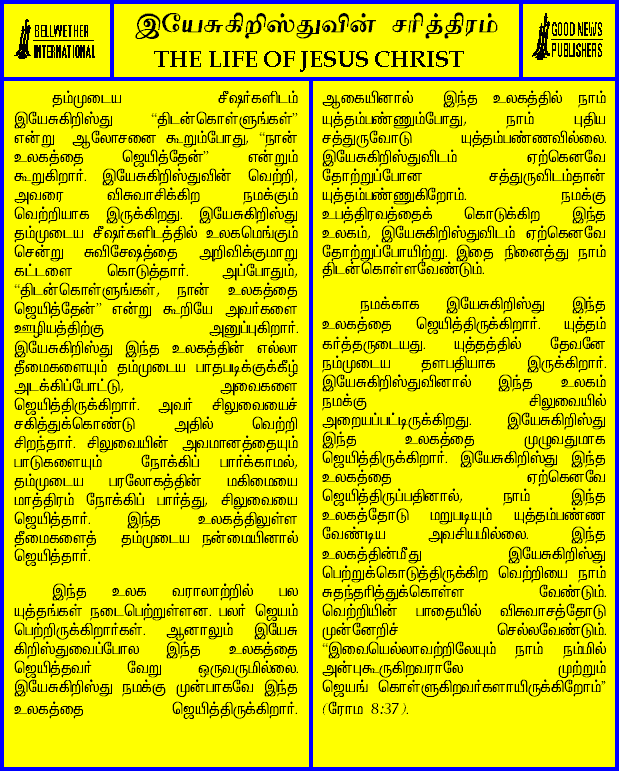 BELLWETHER
INTERNATIONAL
இயேசுகிறிஸ்துவின் சரித்திரம்
THE LIFE OF JESUS CHRIST
GOOD NEWS
PUBLISHERS
தம்முடைய சீஷர்களிடம்
இயேசுகிறிஸ்து “திடன்கொள்ளுங்கள்”
என்று ஆலோசனை கூறும்போது, “நான்
உலகத்தை ஜெயித்தேன்” என்றும்
கூறுகிறார். இயேசுகிறிஸ்துவின் வெற்றி,
அவரை விசுவாசிக்கிற நமக்கும்
வெற்றியாக இருக்கிறது. இயேசுகிறிஸ்து
தம்முடைய சீஷர்களிடத்தில் உலகமெங்கும்
சென்று சுவிசேஷத்தை அறிவிக்குமாறு
கட்டளை கொடுத்தார். அப்போதும்,
“திடன்கொள்ளுங்கள், நான் உலகத்தை
ஜெயித்தேன்” என்று கூறியே அவர்களை
ஊழியத்திற்கு அனுப்புகிறார்.
இயேசுகிறிஸ்து இந்த உலகத்தின் எல்லா
தீமைகளையும் தம்முடைய பாதபடிக்குக்கீழ்
அடக்கிப்போட்டு, அவைகளை
ஜெயித்திருக்கிறார். அவர் சிலுவையைச்
சகித்துக்கொண்டு அதில் வெற்றி
சிறந்தார். சிலுவையின் அவமானத்தையும்
பாடுகளையும் நோக்கிப் பார்க்காமல்,
தம்முடைய பரலோகத்தின் மகிமையை
மாத்திரம் நோக்கிப் பார்த்து, சிலுவையை
ஜெயித்தார். இந்த உலகத்திலுள்ள
தீமைகளைத் தம்முடைய நன்மையினால்
ஜெயித்தார்.
இந்த உலக வரலாற்றில் பல
யுத்தங்கள் நடைபெற்றுள்ளன. பலர் ஜெயம்
பெற்றிருக்கிறார்கள். ஆனாலும் இயேசு
கிறிஸ்துவைப்போல இந்த உலகத்தை
ஜெயித்தவர் வேறு ஒருவருமில்லை.
இயேசுகிறிஸ்து நமக்கு முன்பாகவே இந்த
உலகத்தை ஜெயித்திருக்கிறார்.
ஆகையினால் இந்த உலகத்தில் நாம்
யுத்தம்பண்ணும்போது, நாம் புதிய
சத்துருவோடு யுத்தம்பண்ணவில்லை.
இயேசுகிறிஸ்துவிடம் ஏற்கெனவே
தோற்றுப்போன சத்துருவிடம்தான்
யுத்தம்பண்ணுகிறோம். நமக்கு
உபத்திரவத்தைக் கொடுக்கிற இந்த
உலகம், இயேசுகிறிஸ்துவிடம் ஏற்கெனவே
தோற்றுப்போயிற்று. இதை நினைத்து நாம்
திடன்கொள்ளவேண்டும்.
நமக்காக இயேசுகிறிஸ்து இந்த
உலகத்தை ஜெயித்திருக்கிறார். யுத்தம்
கர்த்தருடையது. யுத்தத்தில் தேவனே
நம்முடைய தளபதியாக இருக்கிறார்.
இயேசுகிறிஸ்துவினால் இந்த உலகம்
நமக்கு சிலுவையில்
அறையப்பட்டிருக்கிறது. இயேசுகிறிஸ்து
இந்த உலகத்தை முழுவதுமாக
ஜெயித்திருக்கிறார். இயேசுகிறிஸ்து இந்த
உலகத்தை ஏற்கெனவே
ஜெயித்திருப்பதினால், நாம் இந்த
உலகத்தோடு மறுபடியும் யுத்தம்பண்ண
வேண்டிய அவசியமில்லை. இந்த
உலகத்தின்மீது இயேசுகிறிஸ்து
பெற்றுக்கொடுத்திருக்கிற வெற்றியை நாம்
சுதந்தரித்துக்கொள்ள வேண்டும்.
வெற்றியின் பாதையில் விசுவாசத்தோடு
முன்னேறிச் செல்லவேண்டும்.
“இவையெல்லாவற்றிலேயும் நாம் நம்மில்
அன்புகூருகிறவராலே முற்றும்
ஜெயங் கொள்ளுகிறவர்களாயிருக்கிறோம்”
(ரோம 8:37).